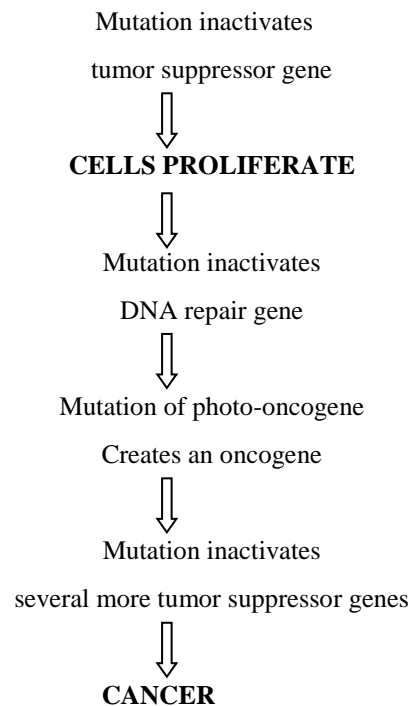 Mutation inactivates
tumor suppressor gene
CELLS PROLIFERATE
Mutation inactivates
DNA repair gene
Mutation of photo-oncogene
Creates an oncogene
Mutation inactivates
several more tumor suppressor genes
CANCER